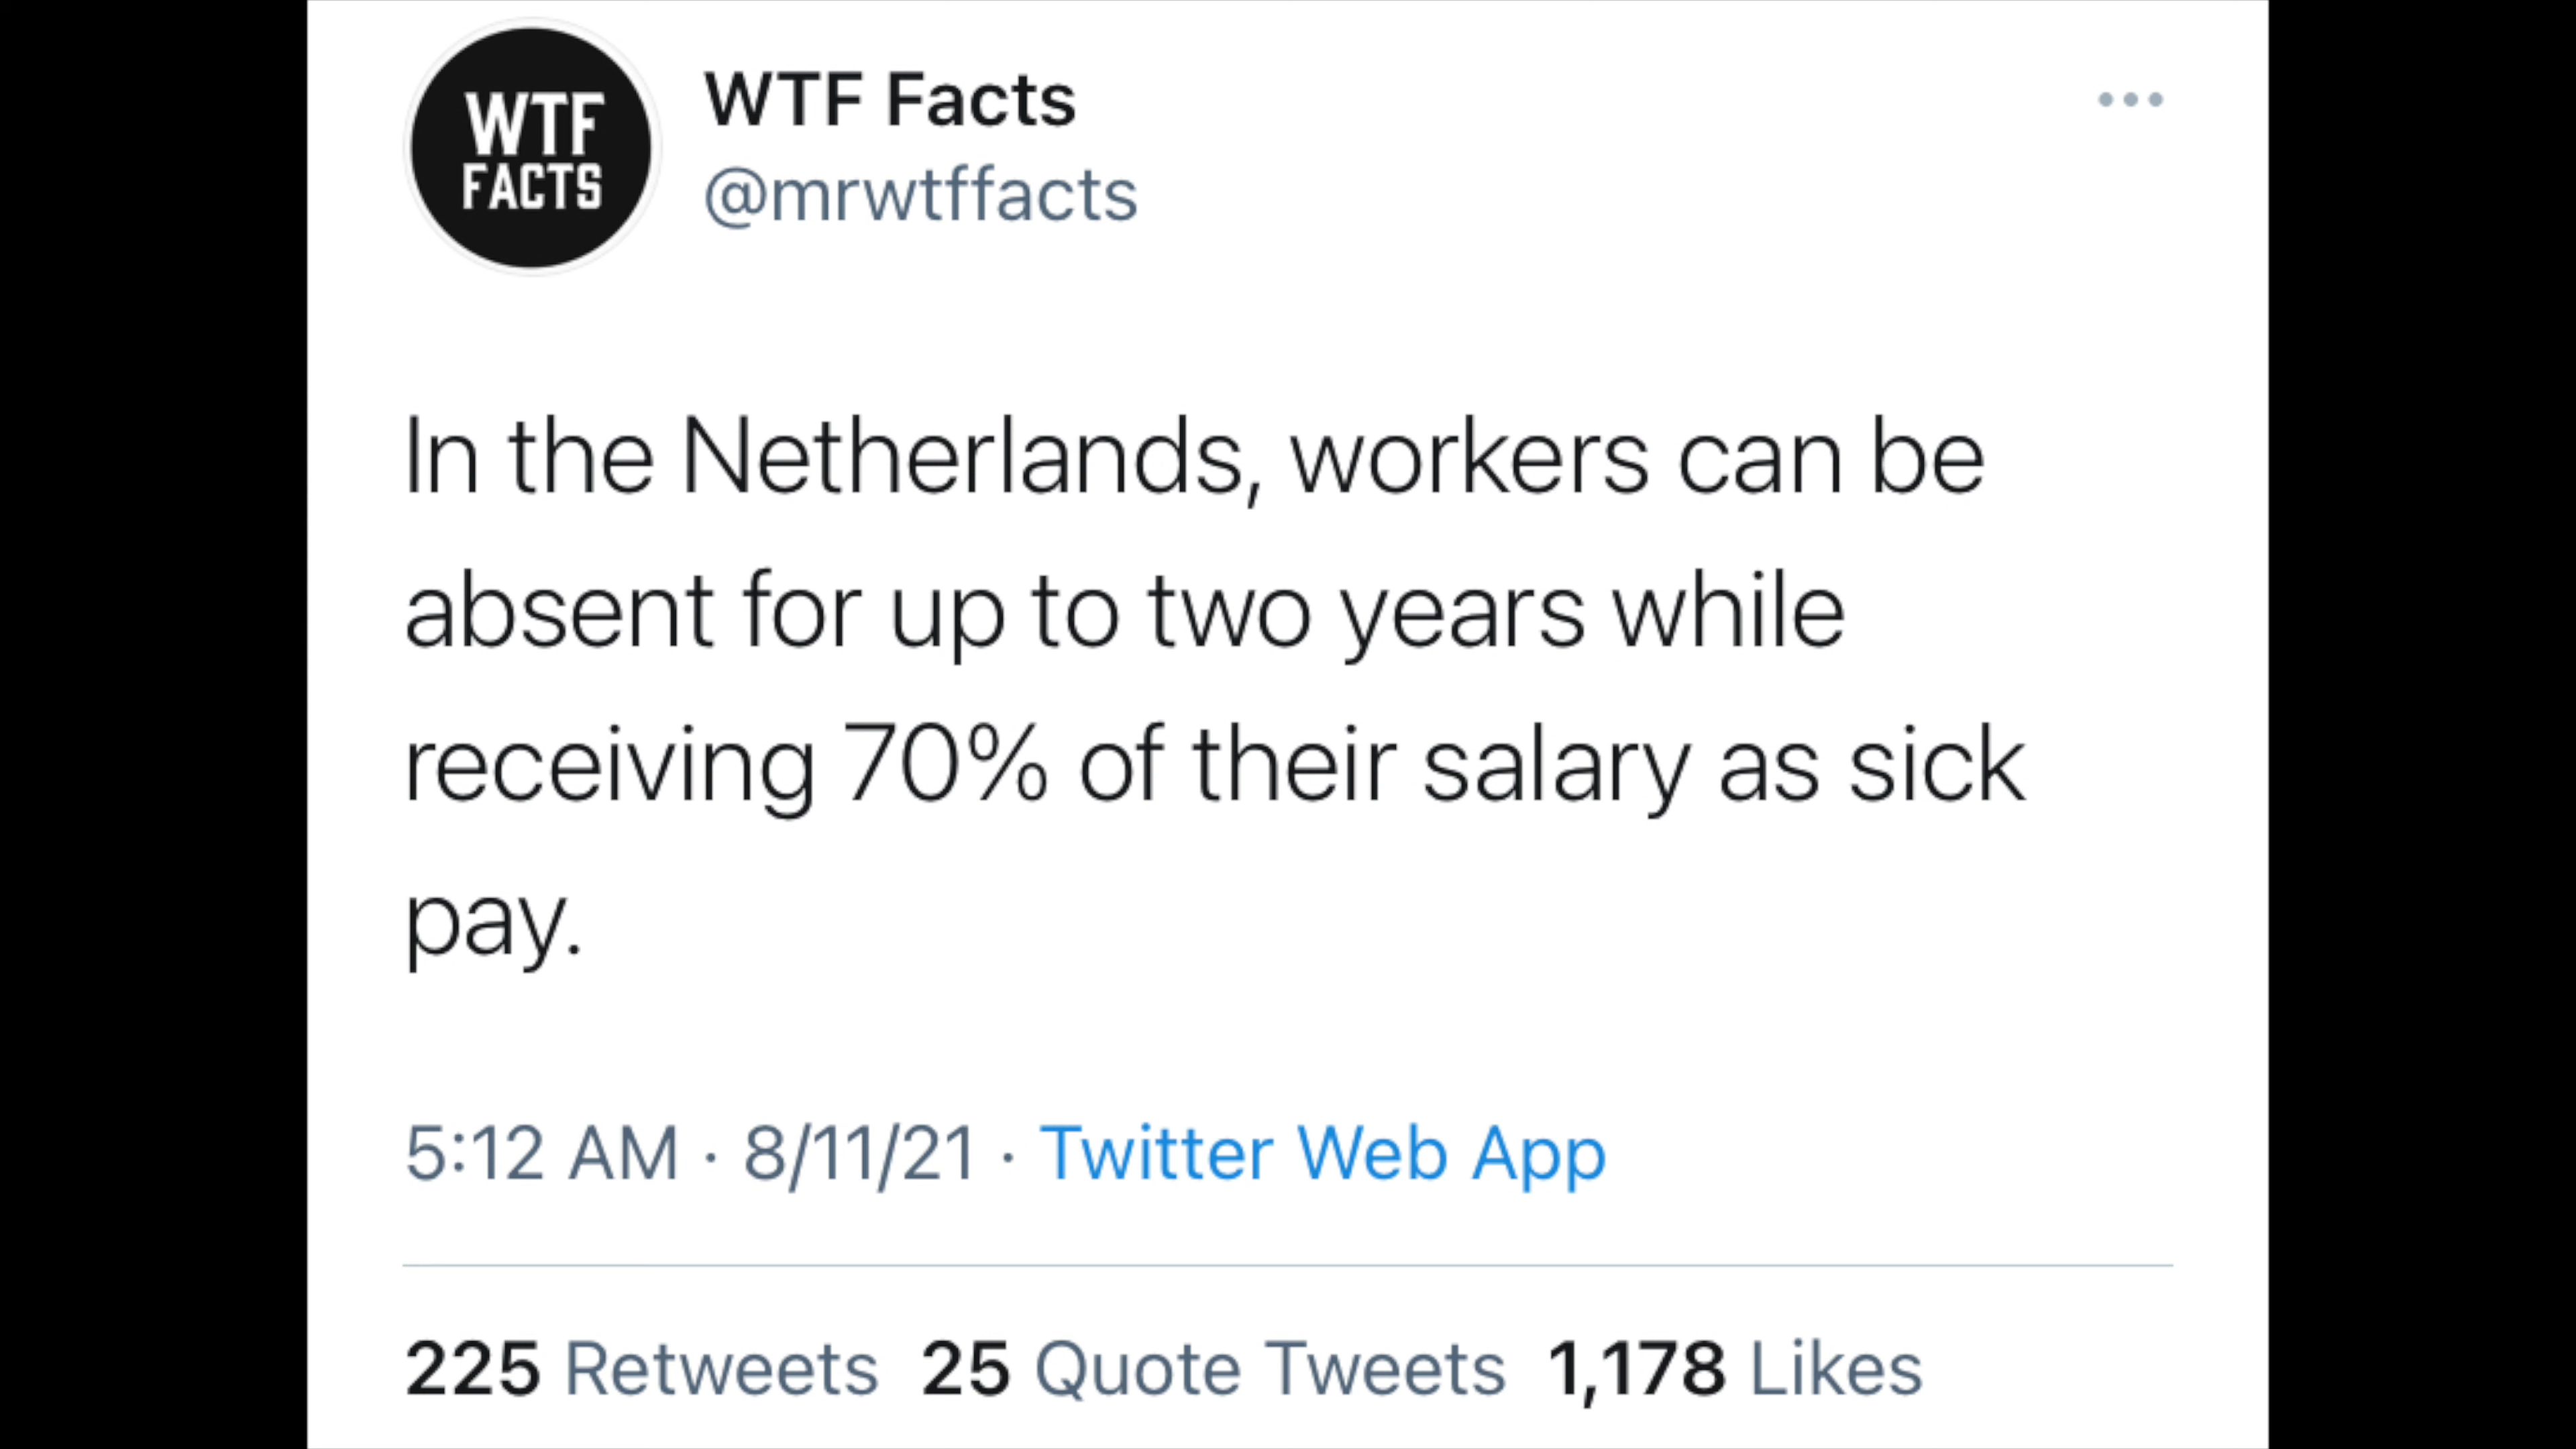 WTF
FACTS
WTF Facts
@mrwtffacts
In the Netherlands, workers can be
absent for up to two years while
receiving 70% of their salary as sick
pay.
5:12 AM · 8/11/21 · Twitter Web App
225 Retweets 25 Quote Tweets 1,178 Likes